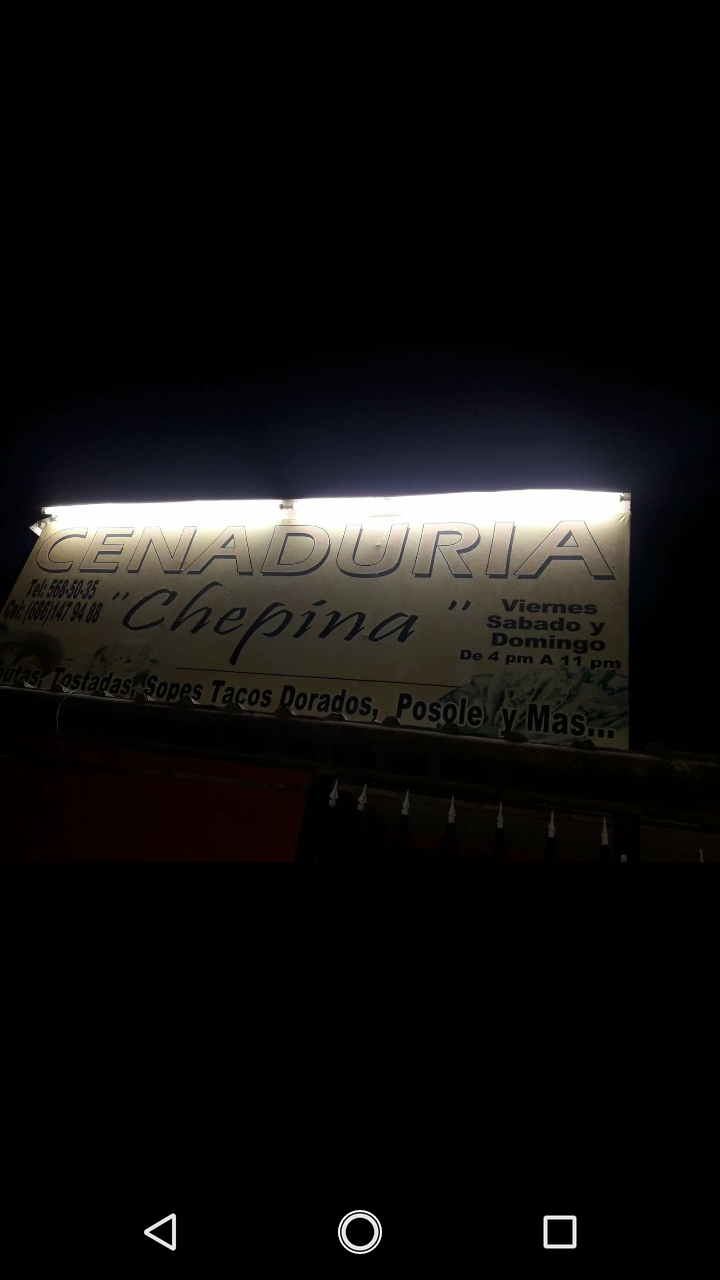 CENADURIA
Tel: 568-50-35
Cel: (686)147 94 88
"Chepina"
Viernes
Sabado y
Domingo
De 4 pm A 11 pm
Tostadas, Sopes Tacos Dorados, Posole y Mas...